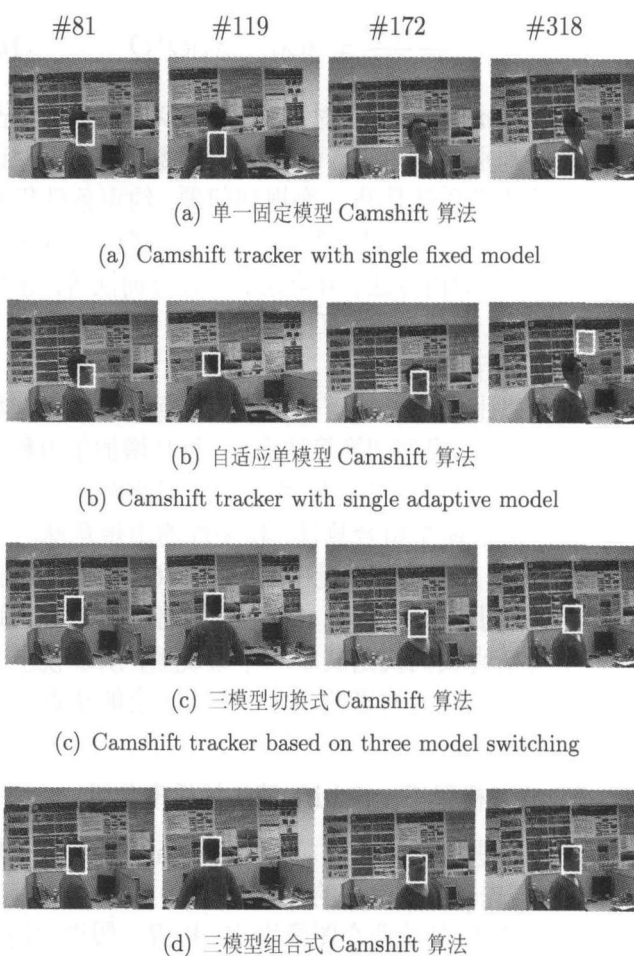 #81 #119 #172 #318
(a) 单一固定模型 Camshift 算法
(a) Camshift tracker with single fixed model
(b) 自适应单模型 Camshift 算法
(b) Camshift tracker with single adaptive model
(c) 三模型切换式 Camshift 算法
(c) Camshift tracker based on three model switching
(d) 三模型组合式 Camshift 算法